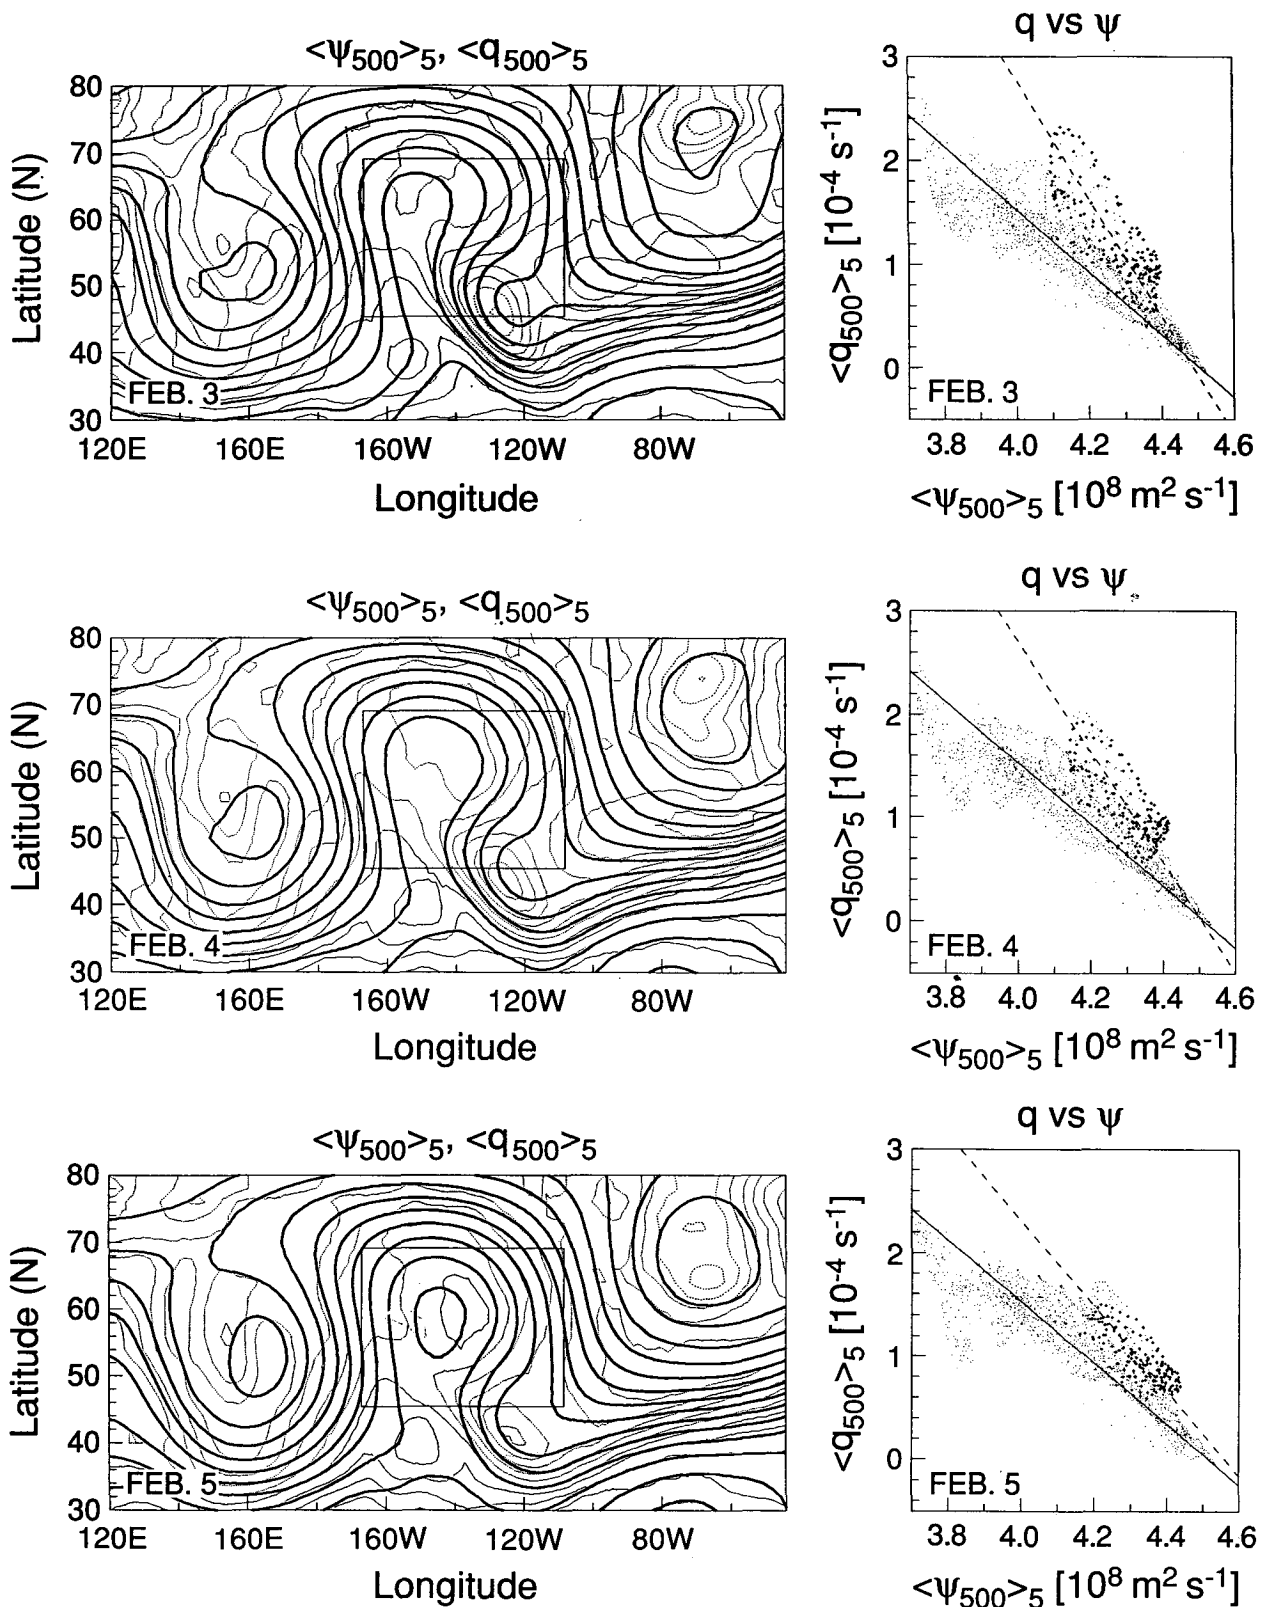 <ψ500>5, <q500>5
q vs ψ
80
70
60
50
40
30
Latitude (N)
FEB. 3
120E 160E 160W 120W 80W
Longitude
3
2
1
0
<q500>5 [10-4 s-1]
FEB. 3
3.8 4.0 4.2 4.4 4.6
<ψ500>5 [108 m2 s-1]
<ψ500>5, <q500>5
q vs ψ
80
70
60
50
40
30
Latitude (N)
FEB. 4
120E 160E 160W 120W 80W
Longitude
3
2
1
0
<q500>5 [10-4 s-1]
FEB. 4
3.8 4.0 4.2 4.4 4.6
<ψ500>5 [108 m2 s-1]
<ψ500>5, <q500>5
q vs ψ
80
70
60
50
40
30
Latitude (N)
FEB. 5
120E 160E 160W 120W 80W
Longitude
3
2
1
0
<q500>5 [10-4 s-1]
FEB. 5
3.8 4.0 4.2 4.4 4.6
<ψ500>5 [108 m2 s-1]